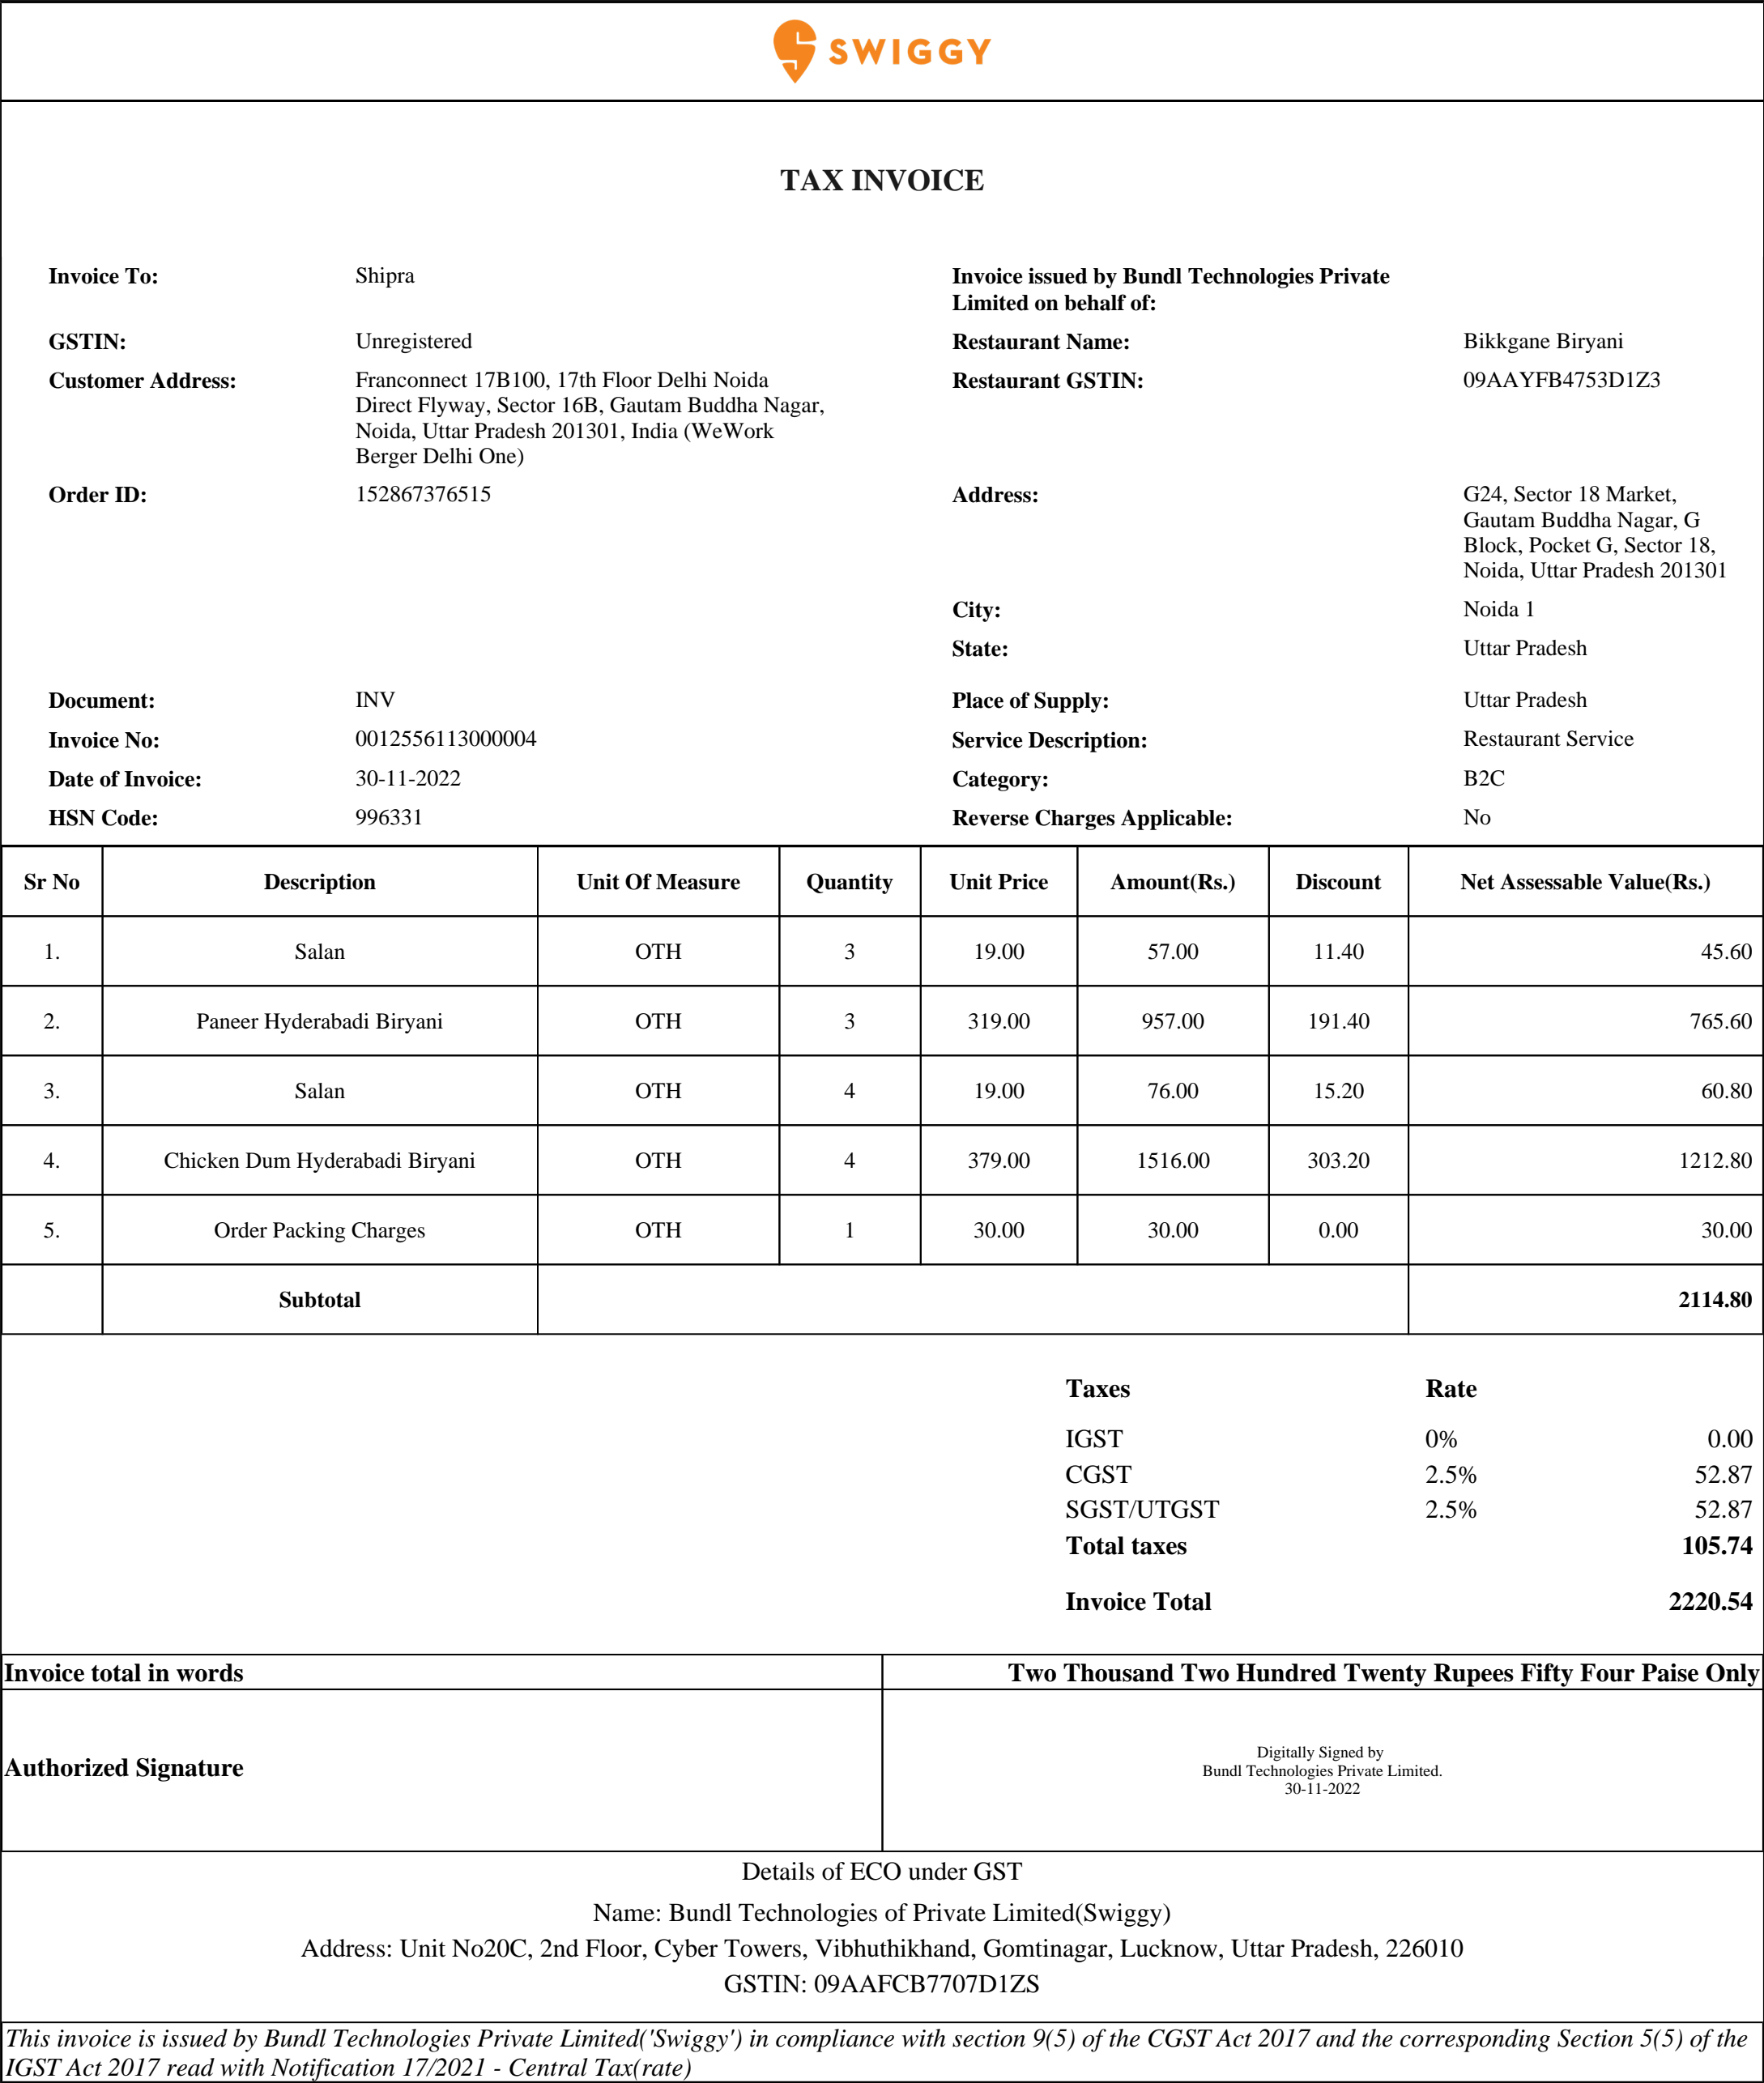 SWIGGY
TAX INVOICE
Invoice To: Shipra
Invoice issued by Bundl Technologies Private
Limited on behalf of:
GSTIN: Unregistered
Restaurant Name: Bikkgane Biryani
Customer Address: Franconnect 17B100, 17th Floor Delhi Noida
Direct Flyway, Sector 16B, Gautam Buddha Nagar,
Noida, Uttar Pradesh 201301, India (WeWork
Berger Delhi One)
Restaurant GSTIN: 09AAYFB4753D1Z3
Order ID: 152867376515
Address: G24, Sector 18 Market,
Gautam Buddha Nagar, G
Block, Pocket G, Sector 18,
Noida, Uttar Pradesh 201301
City: Noida 1
State: Uttar Pradesh
Document: INV
Place of Supply: Uttar Pradesh
Invoice No: 0012556113000004
Service Description: Restaurant Service
Date of Invoice: 30-11-2022
Category: B2C
HSN Code: 996331
Reverse Charges Applicable: No
Sr No Description Unit Of Measure Quantity Unit Price Amount(Rs.) Discount Net Assessable Value(Rs.)
1. Salan OTH 3 19.00 57.00 11.40 45.60
2. Paneer Hyderabadi Biryani OTH 3 319.00 957.00 191.40 765.60
3. Salan OTH 4 19.00 76.00 15.20 60.80
4. Chicken Dum Hyderabadi Biryani OTH 4 379.00 1516.00 303.20 1212.80
5. Order Packing Charges OTH 1 30.00 30.00 0.00 30.00
Subtotal 2114.80
Taxes Rate
IGST 0% 0.00
CGST 2.5% 52.87
SGST/UTGST 2.5% 52.87
Total taxes 105.74
Invoice Total 2220.54
Invoice total in words Two Thousand Two Hundred Twenty Rupees Fifty Four Paise Only
Authorized Signature
Digitally Signed by
Bundl Technologies Private Limited.
30-11-2022
Details of ECO under GST
Name: Bundl Technologies of Private Limited(Swiggy)
Address: Unit No20C, 2nd Floor, Cyber Towers, Vibhuthikhand, Gomtinagar, Lucknow, Uttar Pradesh, 226010
GSTIN: 09AAFCB7707D1ZS
This invoice is issued by Bundl Technologies Private Limited('Swiggy') in compliance with section 9(5) of the CGST Act 2017 and the corresponding Section 5(5) of the
IGST Act 2017 read with Notification 17/2021 - Central Tax(rate)